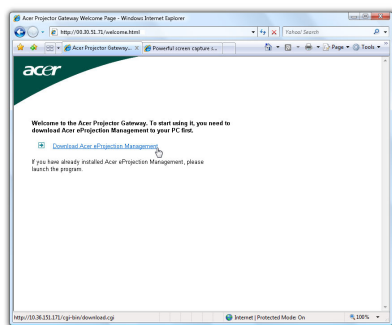 Acer Projector Gateway Welcome Page - Windows Internet Explorer
http://00.30.51.71/welcome.html
Yahoo! Search
Acer Projector Gateway...
Powerful screen capture s...
Page
Tools
acer
Welcome to the Acer Projector Gateway. To start using it, you need to
download Acer eProjection Management to your PC first.
Download Acer eProjection Management
If you have already installed Acer eProjection Management, please
launch the program.
http://10.36.151.171/cgi-bin/download.cgi
Internet | Protected Mode: On
100%